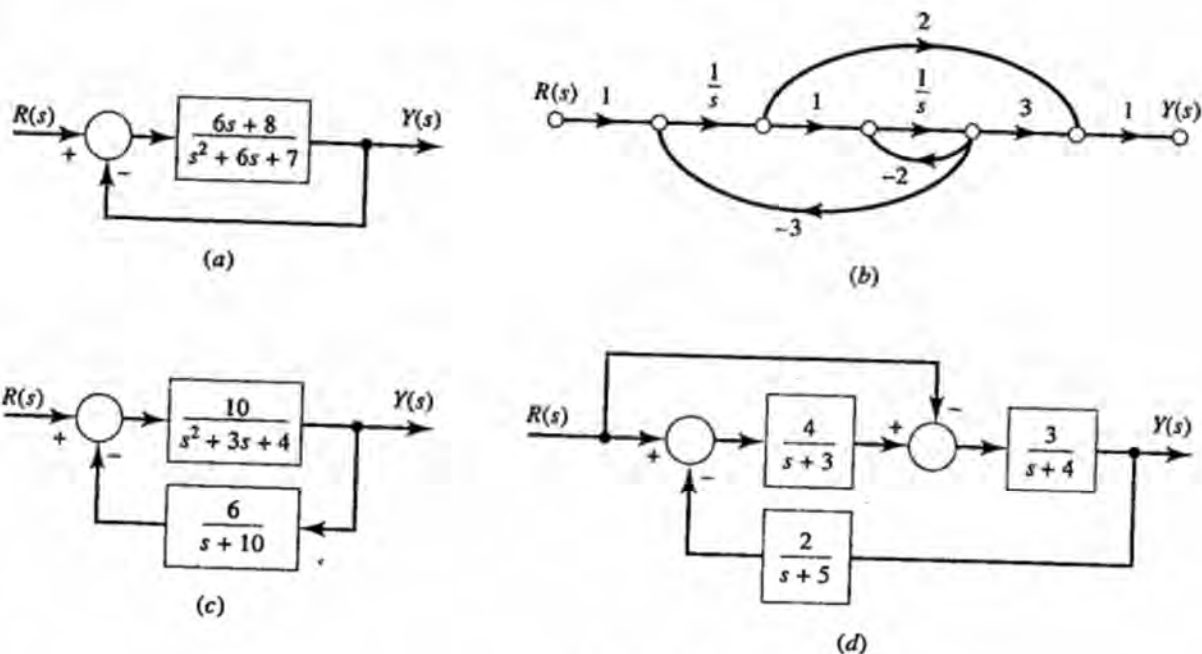 R(s)
+
−
6s + 8
s² + 6s + 7
Y(s)
(a)
R(s)
1
1
s
1
1
s
2
3
1
Y(s)
−2
−3
(b)
R(s)
+
−
10
s² + 3s + 4
Y(s)
6
s + 10
(c)
R(s)
+
−
4
s + 3
+
−
3
s + 4
Y(s)
2
s + 5
(d)